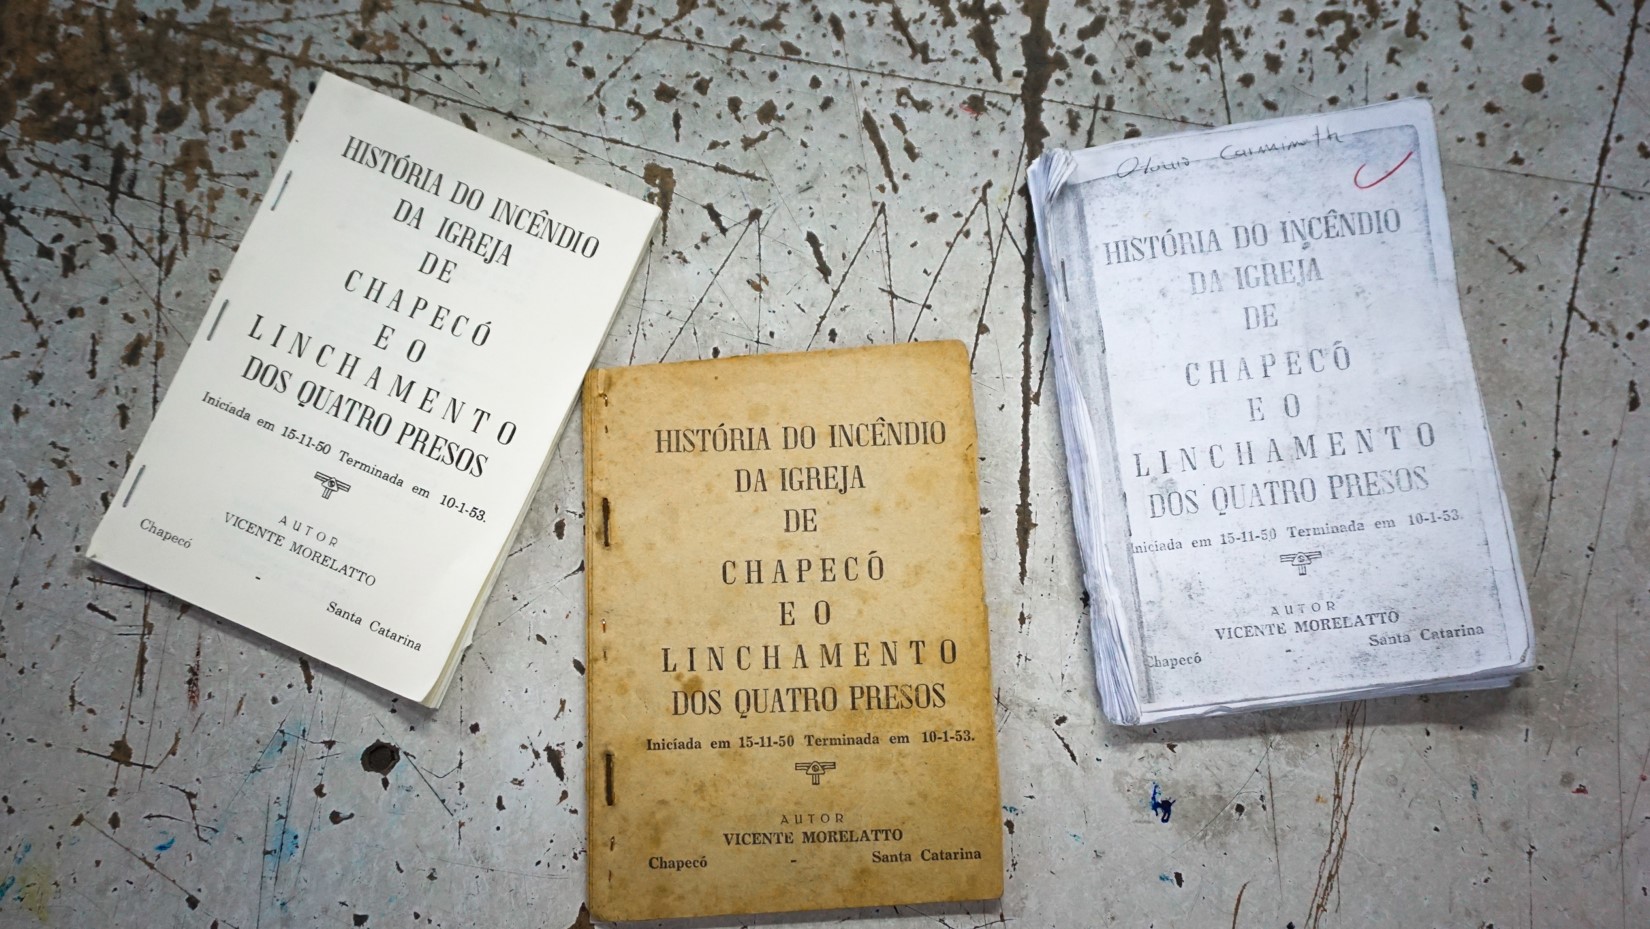 HISTÓRIA DO INCÊNDIO
DA IGREJA
DE
CHAPECÓ
E O
LINCHAMENTO
DOS QUATRO PRESOS
Iniciada em 15-11-50 Terminada em 10-1-53.
AUTOR
VICENTE MORELATTO
Chapecó - Santa Catarina
HISTÓRIA DO INCÊNDIO
DA IGREJA
DE
CHAPECÓ
E O
LINCHAMENTO
DOS QUATRO PRESOS
Iniciada em 15-11-50 Terminada em 10-1-53.
AUTOR
VICENTE MORELATTO
Chapecó - Santa Catarina
HISTÓRIA DO INCÊNDIO
DA IGREJA
DE
CHAPECÓ
E O
LINCHAMENTO
DOS QUATRO PRESOS
Iniciada em 15-11-50 Terminada em 10-1-53.
AUTOR
VICENTE MORELATTO
Chapecó - Santa Catarina